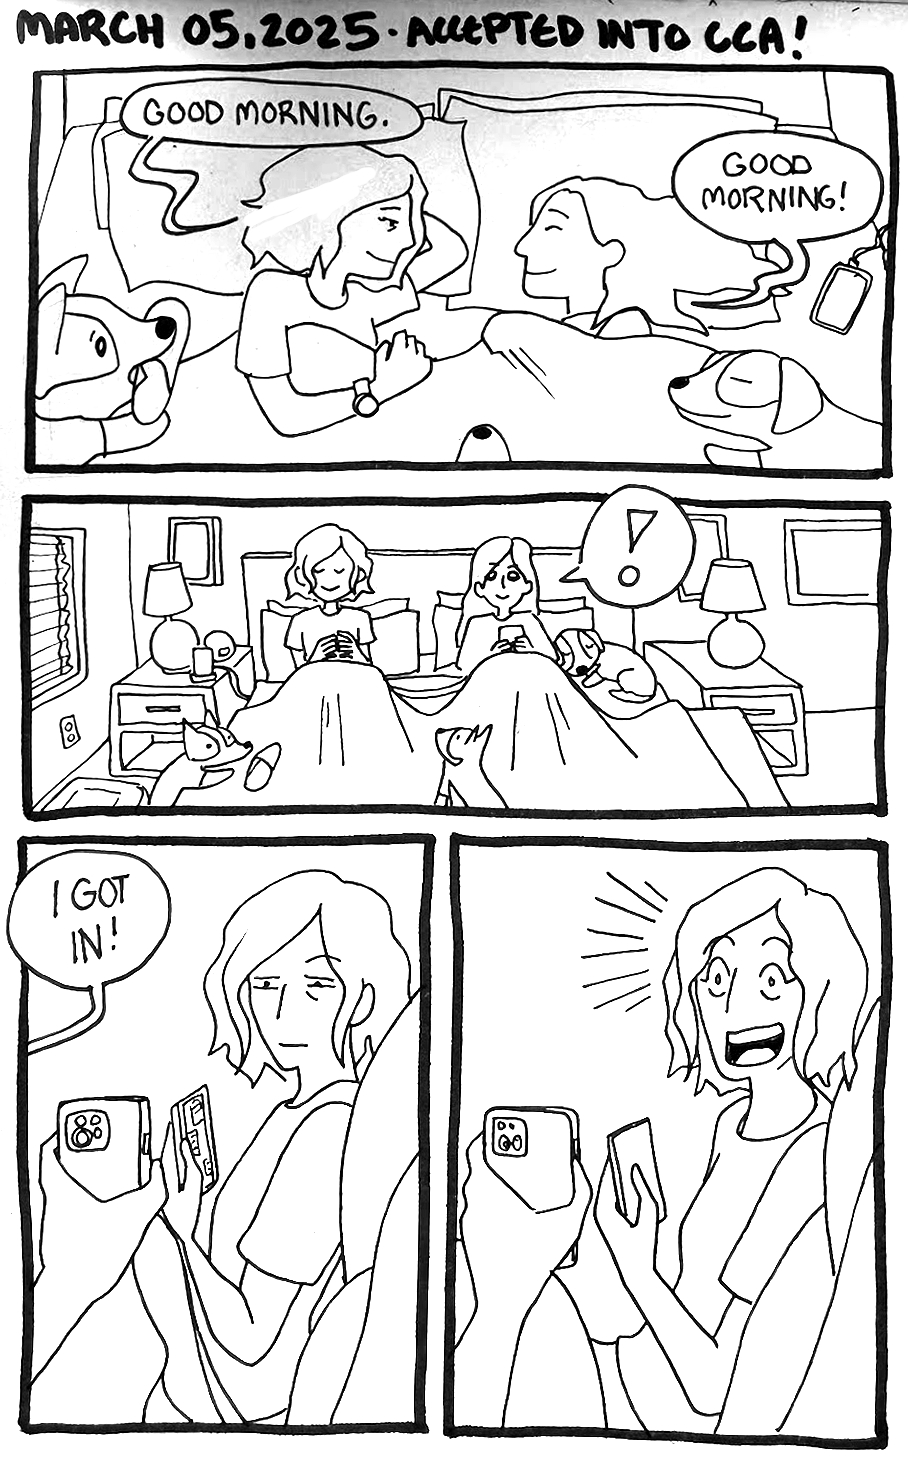 MARCH 05, 2025 · ACCEPTED INTO CCA!
GOOD MORNING.
GOOD
MORNING!
!
I GOT
IN!